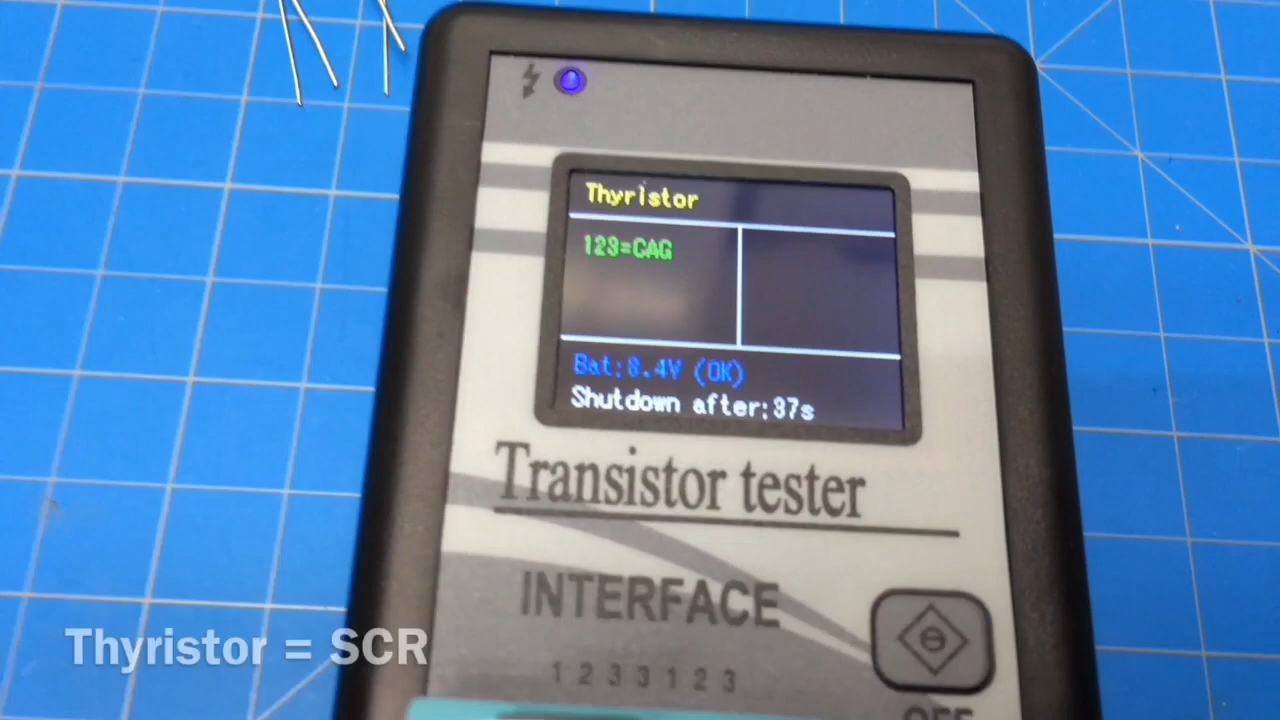 Thyristor
123=CAG
Bat:8.4V (OK)
Shutdown after:37s
Transistor tester
INTERFACE
1 2 3 3 1 2 3
OFF
Thyristor = SCR